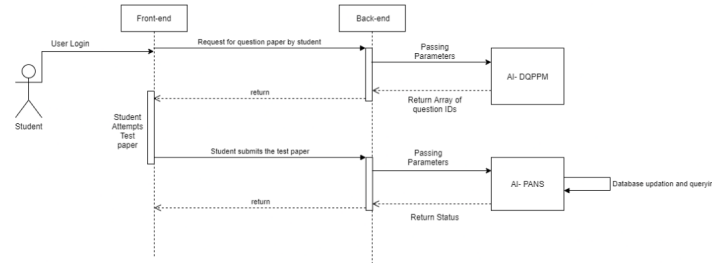 Front-end
Back-end
User Login
Request for question paper by student
Passing
Parameters
AI- DQPPM
return
Return Array of
question IDs
Student
Student
Attempts
Test
paper
Student submits the test paper
Passing
Parameters
AI- PANS
Database updation and queryin
return
Return Status